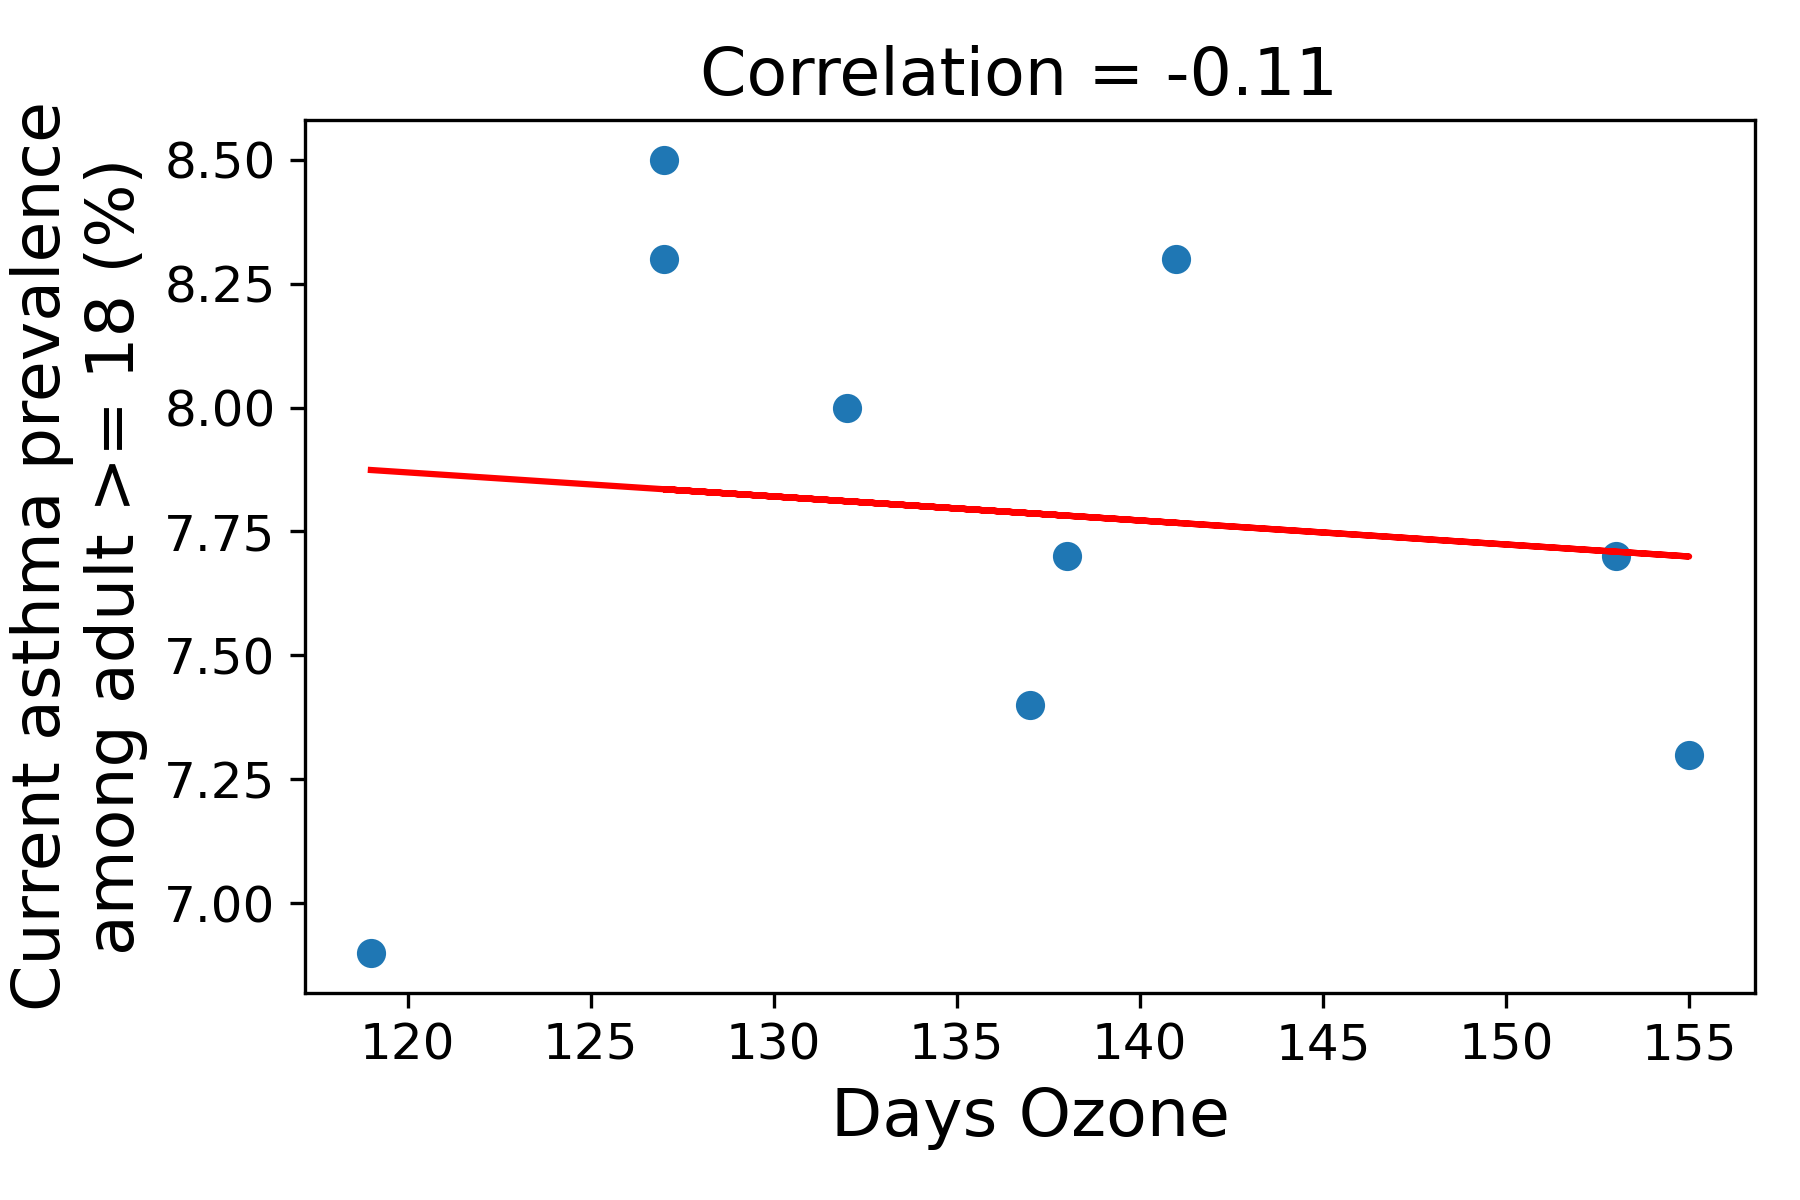 Correlation = -0.11
Current asthma prevalence
among adult >= 18 (%)
8.50
8.25
8.00
7.75
7.50
7.25
7.00
120 125 130 135 140 145 150 155
Days Ozone